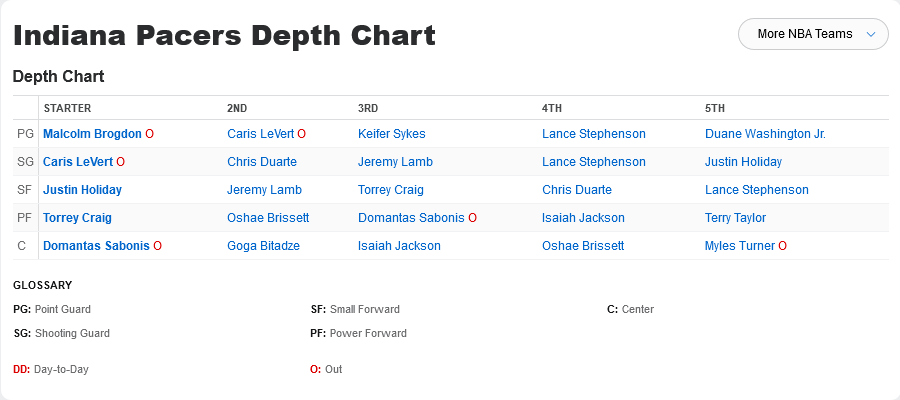 Indiana Pacers Depth Chart
More NBA Teams
Depth Chart
STARTER 2ND 3RD 4TH 5TH
PG Malcolm Brogdon O Caris LeVert O Keifer Sykes Lance Stephenson Duane Washington Jr.
SG Caris LeVert O Chris Duarte Jeremy Lamb Lance Stephenson Justin Holiday
SF Justin Holiday Jeremy Lamb Torrey Craig Chris Duarte Lance Stephenson
PF Torrey Craig Oshae Brissett Domantas Sabonis O Isaiah Jackson Terry Taylor
C Domantas Sabonis O Goga Bitadze Isaiah Jackson Oshae Brissett Myles Turner O
GLOSSARY
PG: Point Guard SF: Small Forward C: Center
SG: Shooting Guard PF: Power Forward
DD: Day-to-Day O: Out